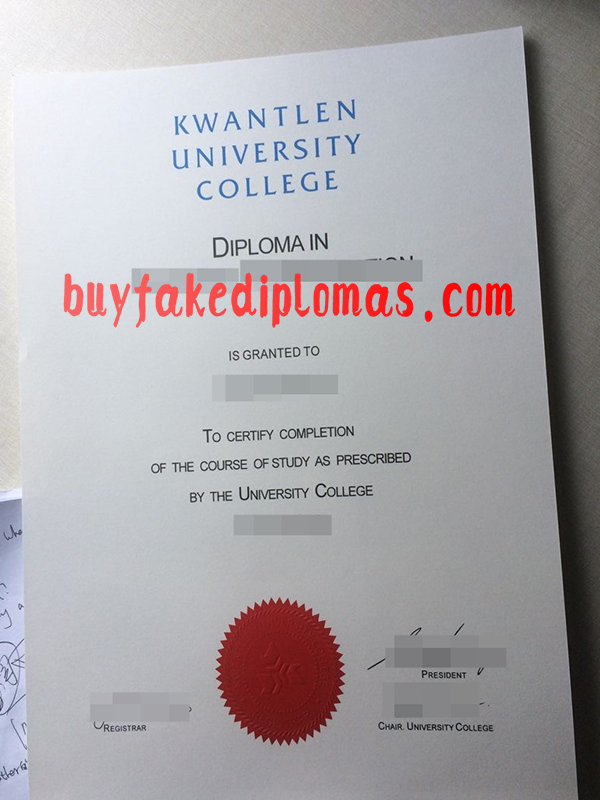 KWANTLEN
UNIVERSITY
COLLEGE
DIPLOMA IN
buyfakediplomas.com
IS GRANTED TO
TO CERTIFY COMPLETION
OF THE COURSE OF STUDY AS PRESCRIBED
BY THE UNIVERSITY COLLEGE
PRESIDENT
REGISTRAR
CHAIR. UNIVERSITY COLLEGE